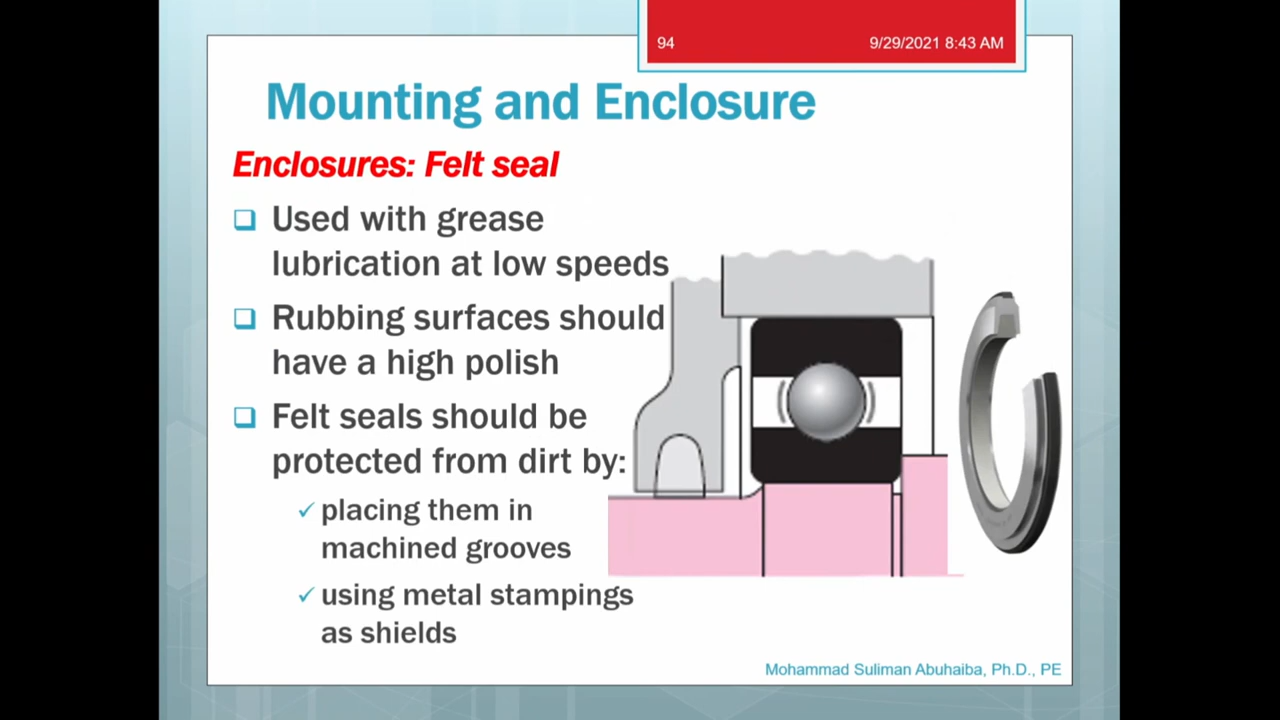 94
9/29/2021 8:43 AM
Mounting and Enclosure
Enclosures: Felt seal
Used with grease
lubrication at low speeds
Rubbing surfaces should
have a high polish
Felt seals should be
protected from dirt by:
placing them in
machined grooves
using metal stampings
as shields
Mohammad Suliman Abuhaiba, Ph.D., PE